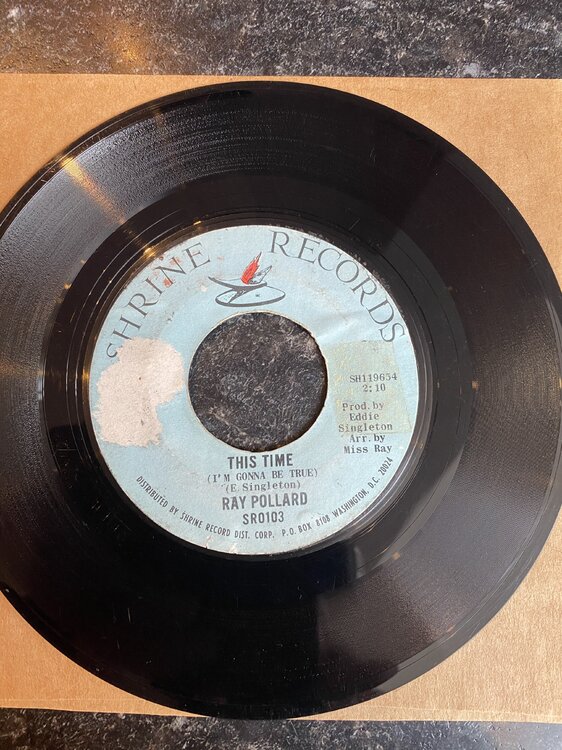 SHRINE RECORDS
SH119654
2:10
Prod. by
Eddie
Singleton
Arr. by
Miss Ray
THIS TIME
(I'M GONNA BE TRUE)
(E. Singleton)
RAY POLLARD
SRO103
DISTRIBUTED BY SHRINE RECORD DIST. CORP. P.O. BOX 8108 WASHINGTON, D.C. 20024